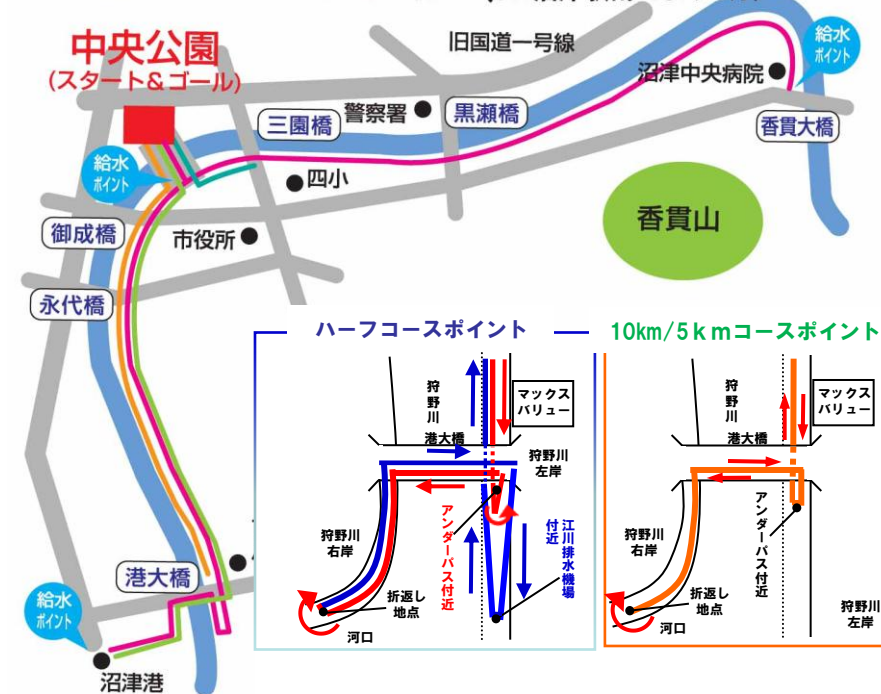 中央公園
(スタート&ゴール)
旧国道一号線
給水
ポイント
沼津中央病院
警察署
黒瀬橋
三園橋
香貫大橋
給水
ポイント
四小
香貫山
御成橋
市役所
永代橋
港大橋
給水
ポイント
沼津港
ハーフコースポイント
狩野川
マックス
バリュー
港大橋
狩野川
左岸
アンダーパス付近
江川排水機場
付近
狩野川
右岸
折返し
地点
河口
10km/5kmコースポイント
狩野川
マックス
バリュー
港大橋
アンダーパス付近
狩野川
右岸
折返し
地点
河口
狩野川
左岸